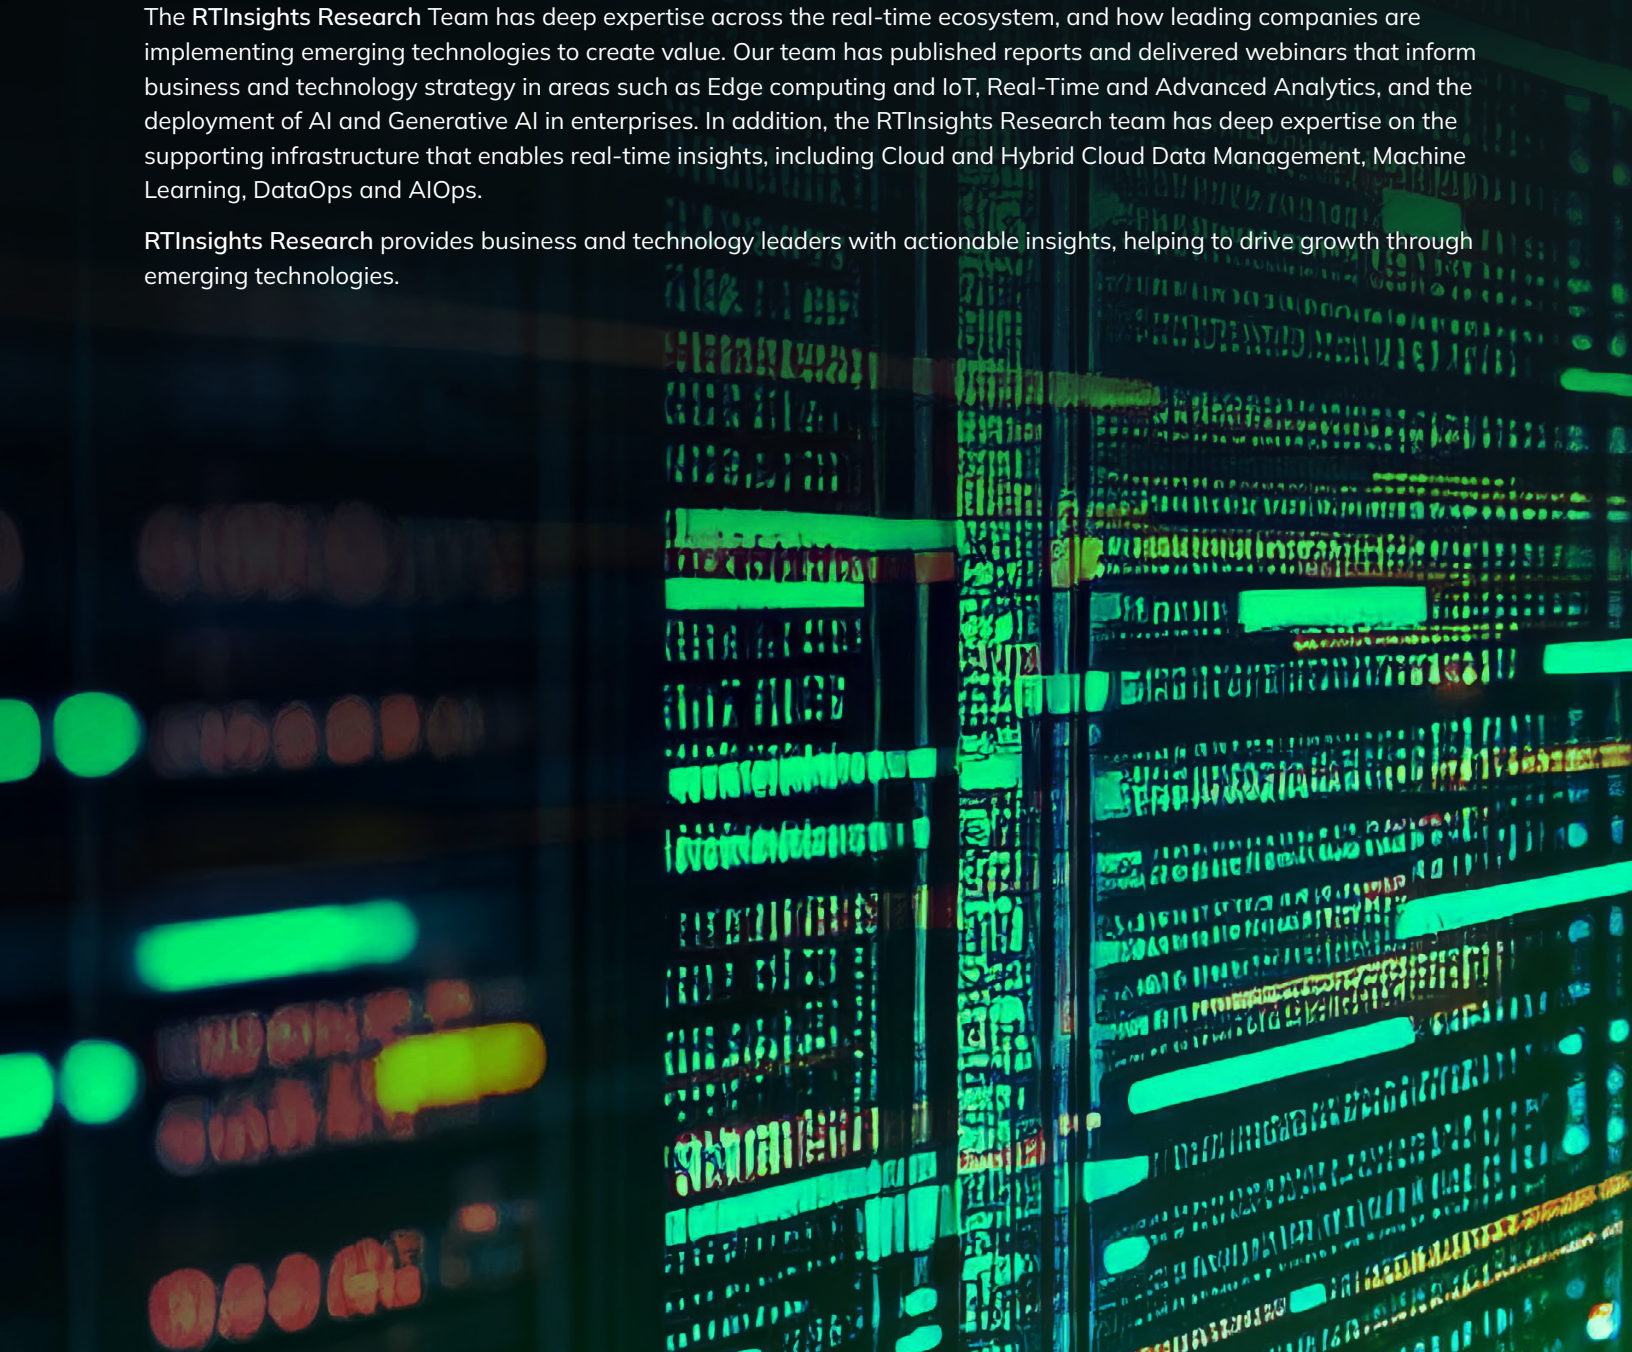 The RTInsights Research Team has deep expertise across the real-time ecosystem, and how leading companies are
implementing emerging technologies to create value. Our team has published reports and delivered webinars that inform
business and technology strategy in areas such as Edge computing and IoT, Real-Time and Advanced Analytics, and the
deployment of AI and Generative AI in enterprises. In addition, the RTInsights Research team has deep expertise on the
supporting infrastructure that enables real-time insights, including Cloud and Hybrid Cloud Data Management, Machine
Learning, DataOps and AIOps.
RTInsights Research provides business and technology leaders with actionable insights, helping to drive growth through
emerging technologies.